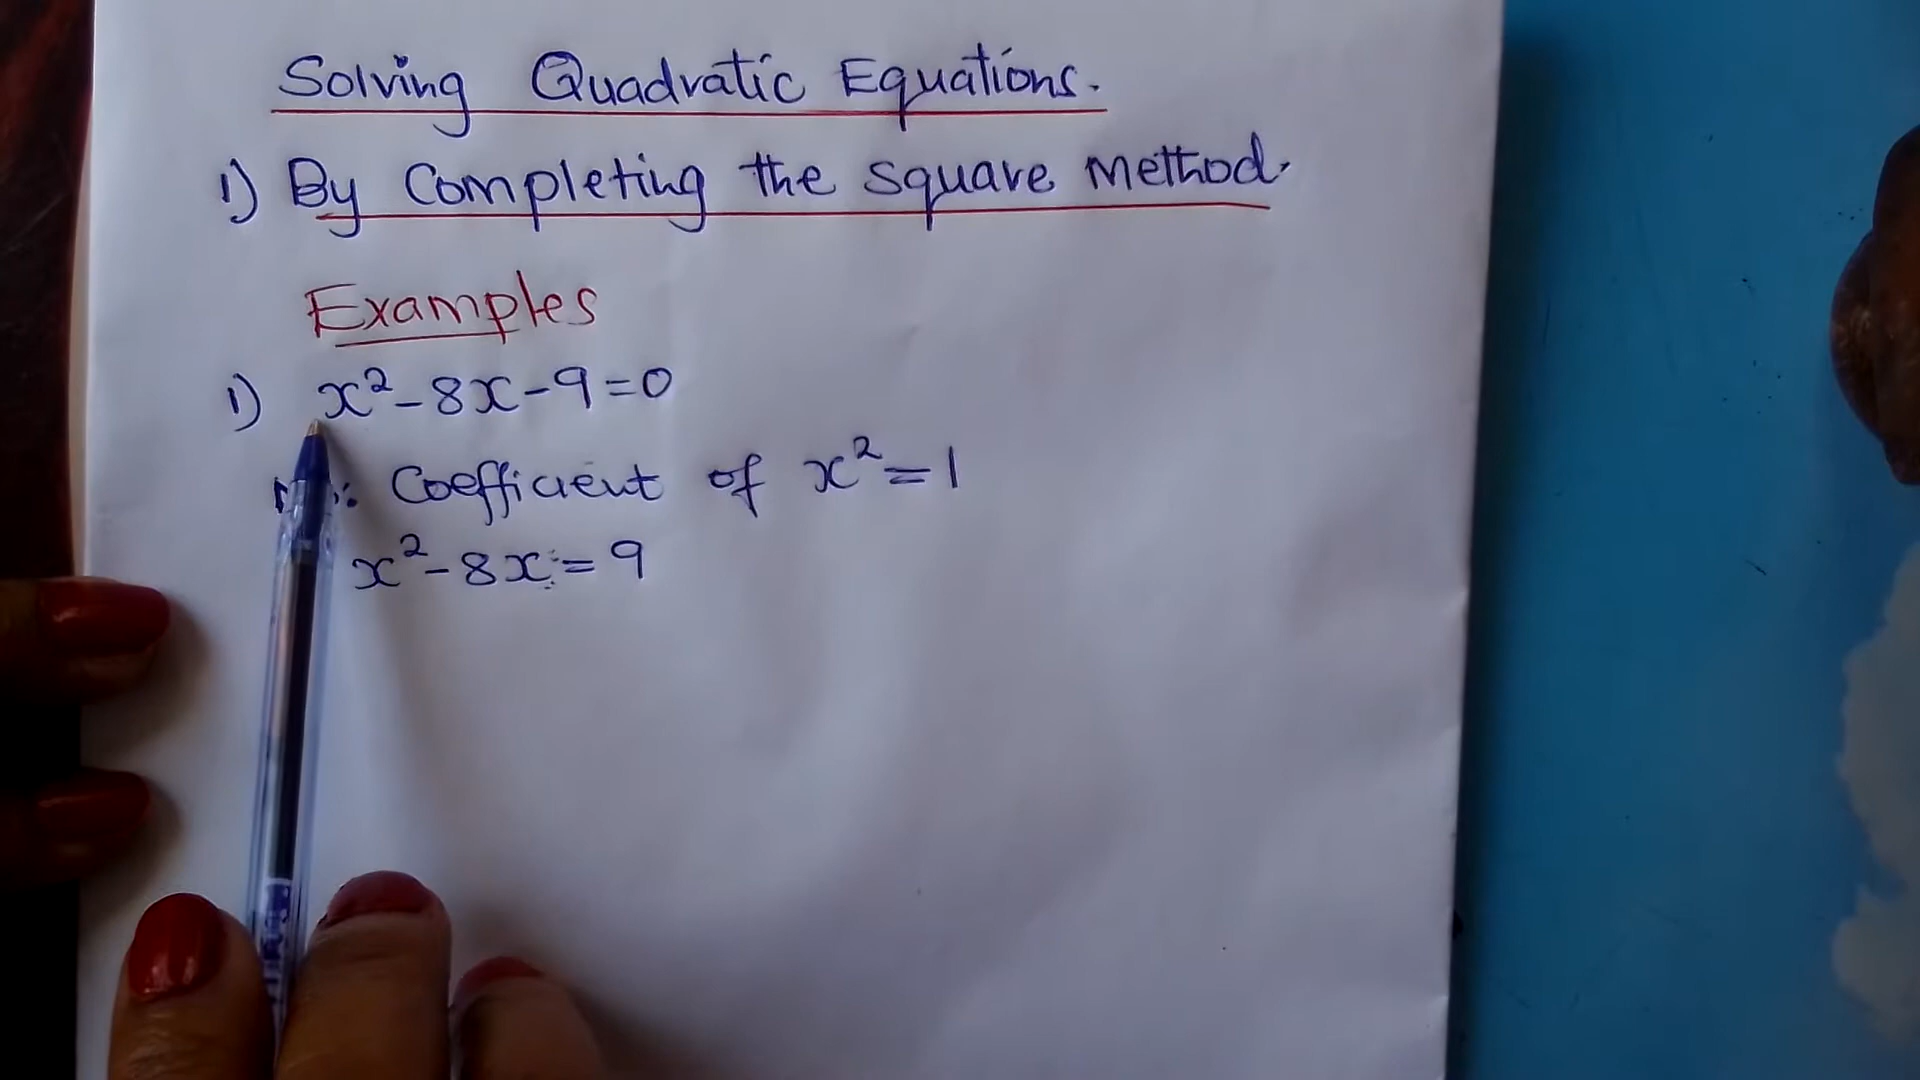 Solving Quadratic Equations.
1) By Completing the square Method.
Examples
1) x² - 8x - 9 = 0
Coefficient of x² = 1
x² - 8x = 9